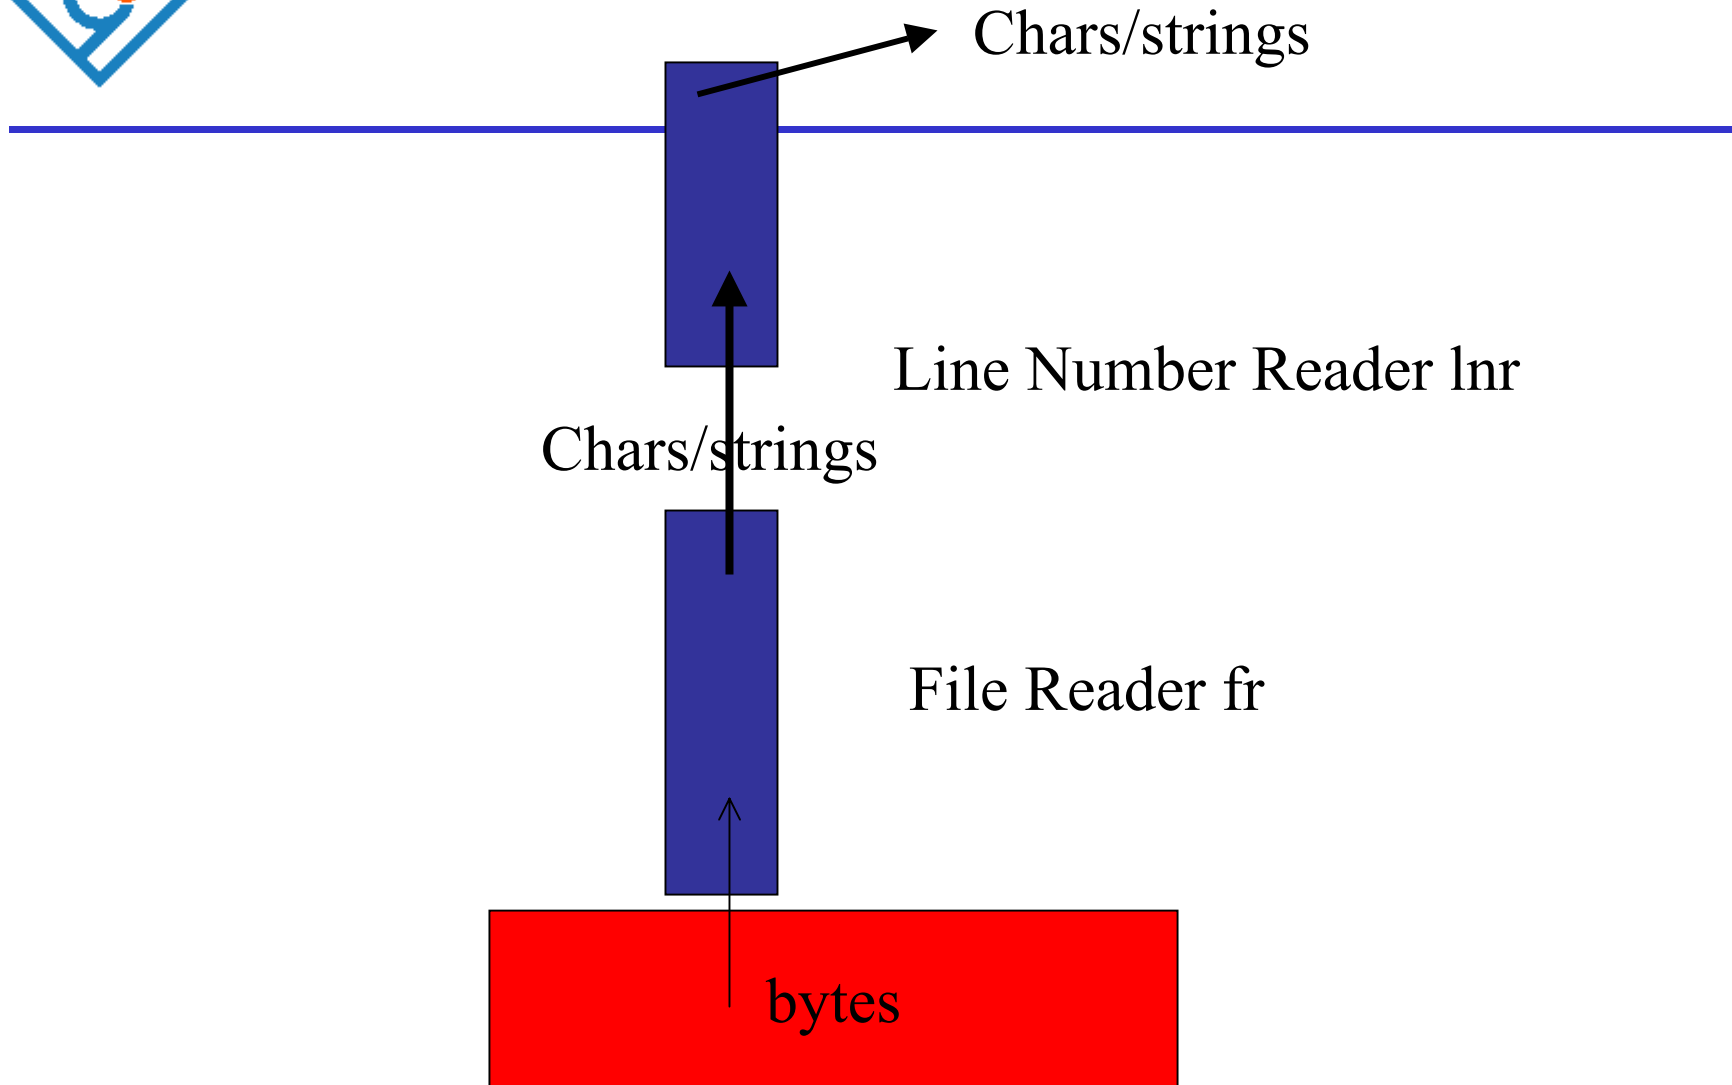 Chars/strings
Line Number Reader lnr
Chars/strings
File Reader fr
bytes